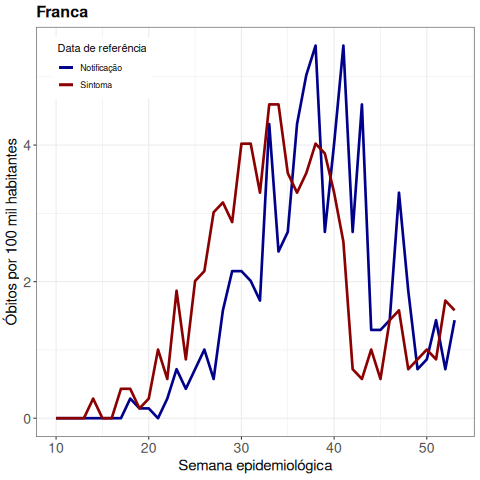 Franca
Data de referência
Notificação
Sintoma
Óbitos por 100 mil habitantes
4
2
0
10 20 30 40 50
Semana epidemiológica